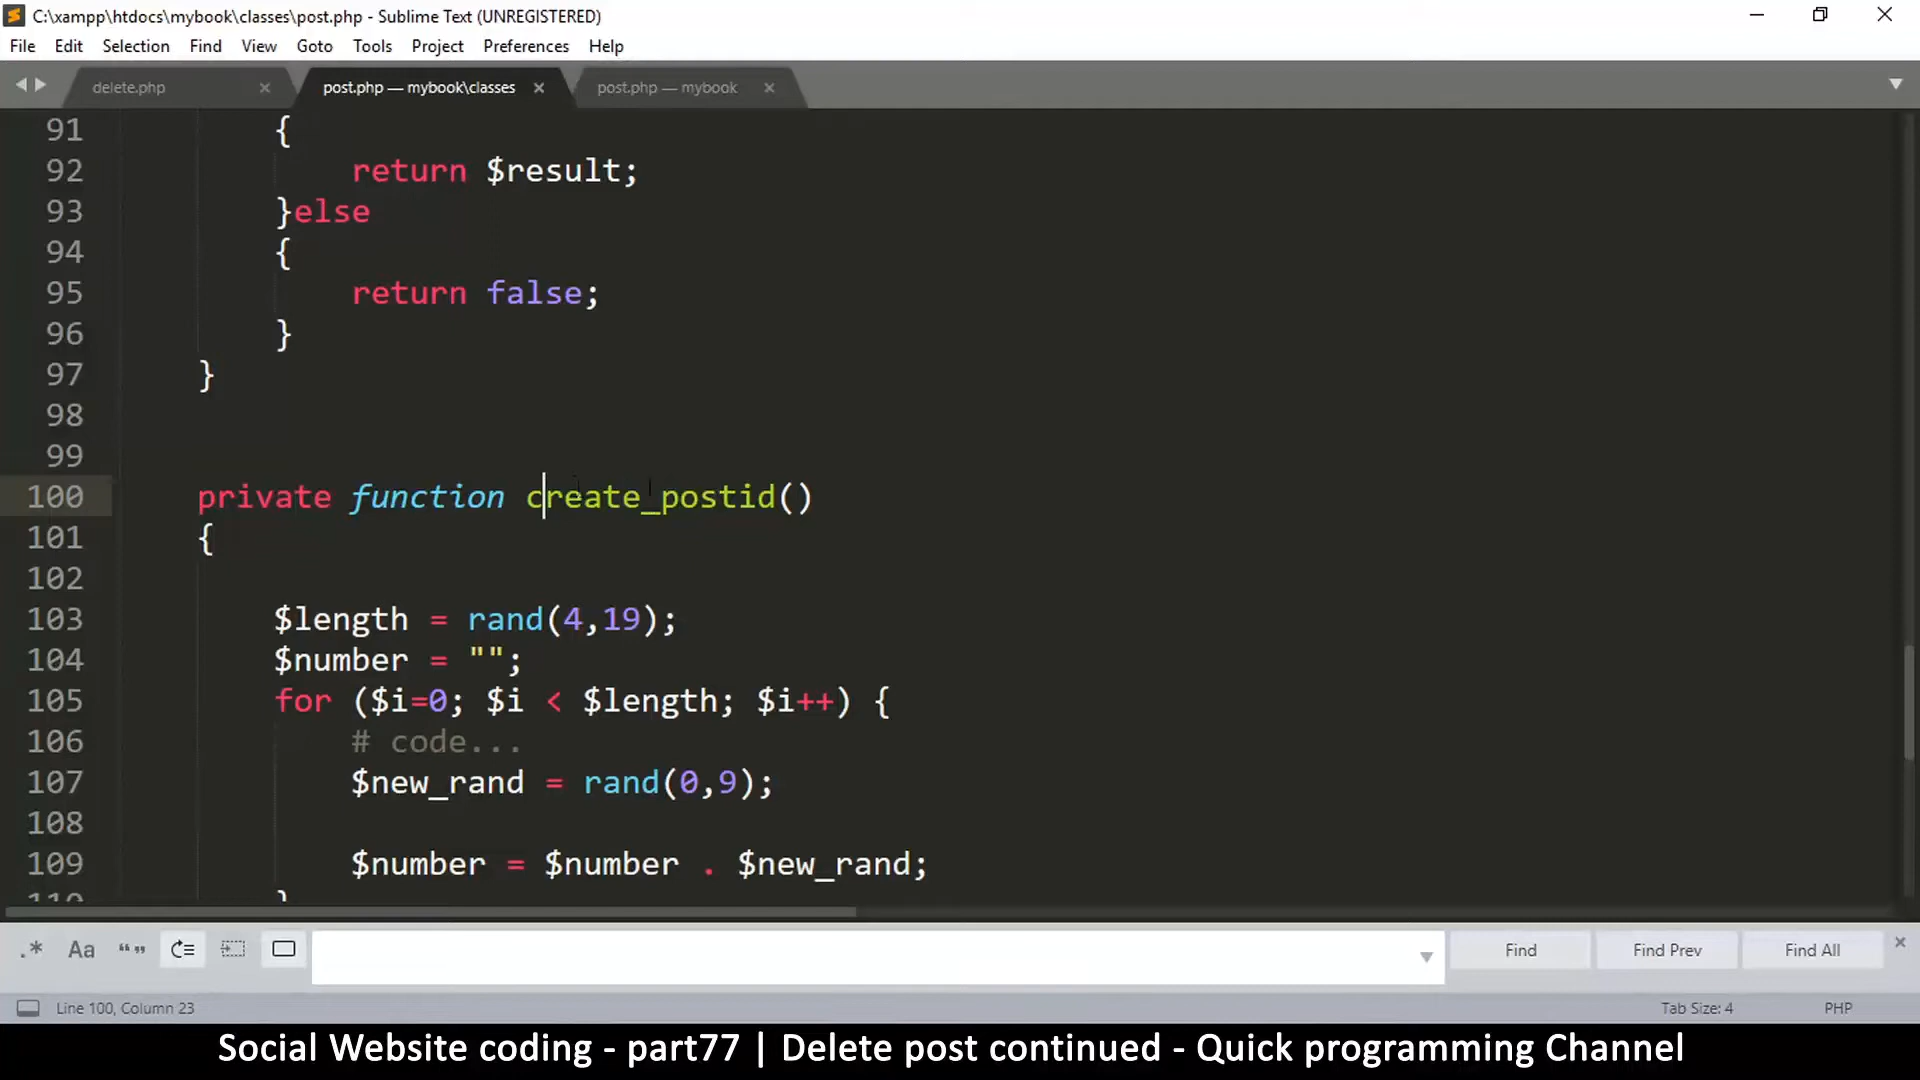 C:\xampp\htdocs\mybook\classes\post.php - Sublime Text (UNREGISTERED)
File Edit Selection Find View Goto Tools Project Preferences Help
delete.php × post.php — mybook\classes × post.php — mybook ×
91 {
92 return $result;
93 }else
94 {
95 return false;
96 }
97 }
98
99
100 private function create_postid()
101 {
102
103 $length = rand(4,19);
104 $number = "";
105 for ($i=0; $i < $length; $i++) {
106 # code...
107 $new_rand = rand(0,9);
108
109 $number = $number . $new_rand;
110 }
.* Aa “” Find Find Prev Find All ×
Line 100, Column 23 Tab Size: 4 PHP
Social Website coding - part77 | Delete post continued - Quick programming Channel